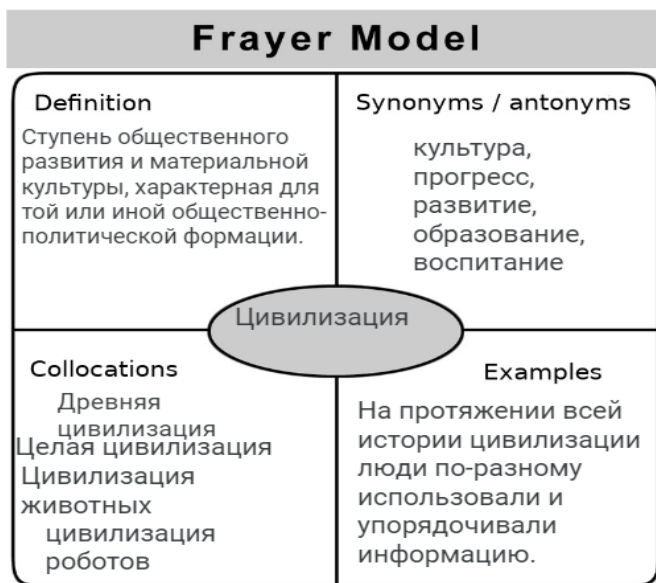 Frayer Model
Definition
Ступень общественного
развития и материальной
культуры, характерная для
той или иной общественно-
политической формации.
Synonyms / antonyms
культура,
прогресс,
развитие,
образование,
воспитание
Цивилизация
Collocations
Древняя
цивилизация
Целая цивилизация
Цивилизация
животных
цивилизация
роботов
Examples
На протяжении всей
истории цивилизации
люди по-разному
использовали и
упорядочивали
информацию.